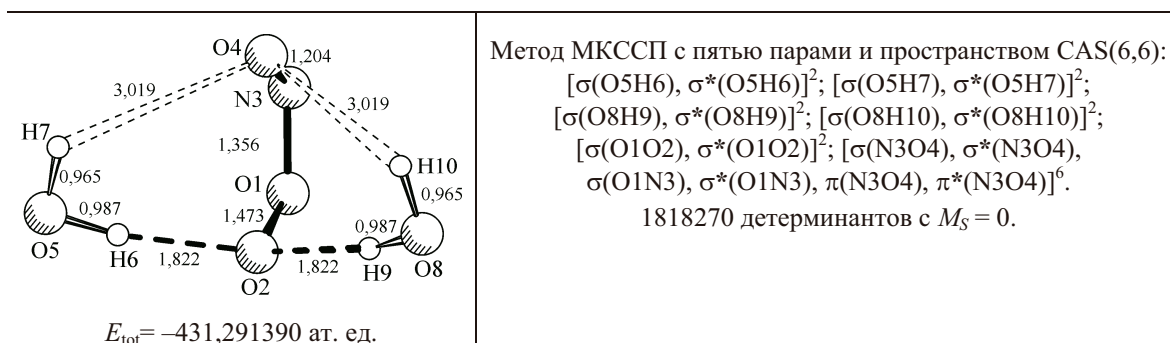 O4
1,204
N3
3,019
3,019
H7
H10
1,356
0,965
O1
0,965
1,473
0,987
0,987
O5
H6
1,822
O2
1,822
H9
O8
E_tot= –431,291390 ат. ед.
Метод МКССП с пятью парами и пространством CAS(6,6):
[σ(O5H6), σ*(O5H6)]²; [σ(O5H7), σ*(O5H7)]²;
[σ(O8H9), σ*(O8H9)]²; [σ(O8H10), σ*(O8H10)]²;
[σ(O1O2), σ*(O1O2)]²; [σ(N3O4), σ*(N3O4),
σ(O1N3), σ*(O1N3), π(N3O4), π*(N3O4)]⁶.
1818270 детерминантов с M_S = 0.